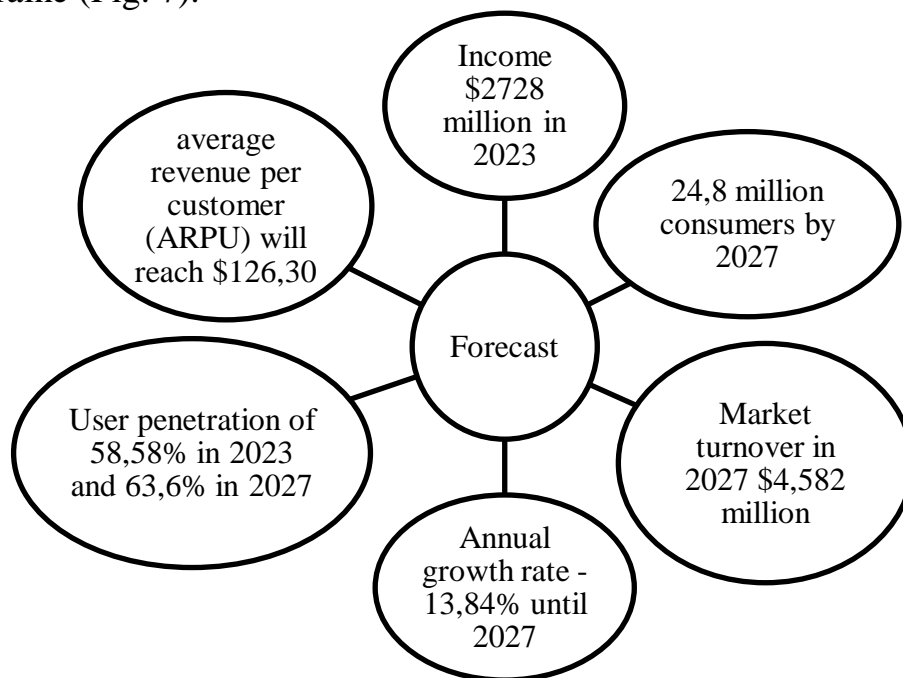 (Fig. 7).
Income
$2728
million in
2023
24,8 million
consumers by
2027
Market
turnover in
2027 $4,582
million
Annual
growth rate -
13,84% until
2027
User penetration of
58,58% in 2023
and 63,6% in 2027
average
revenue per
customer
(ARPU) will
reach $126,30
Forecast